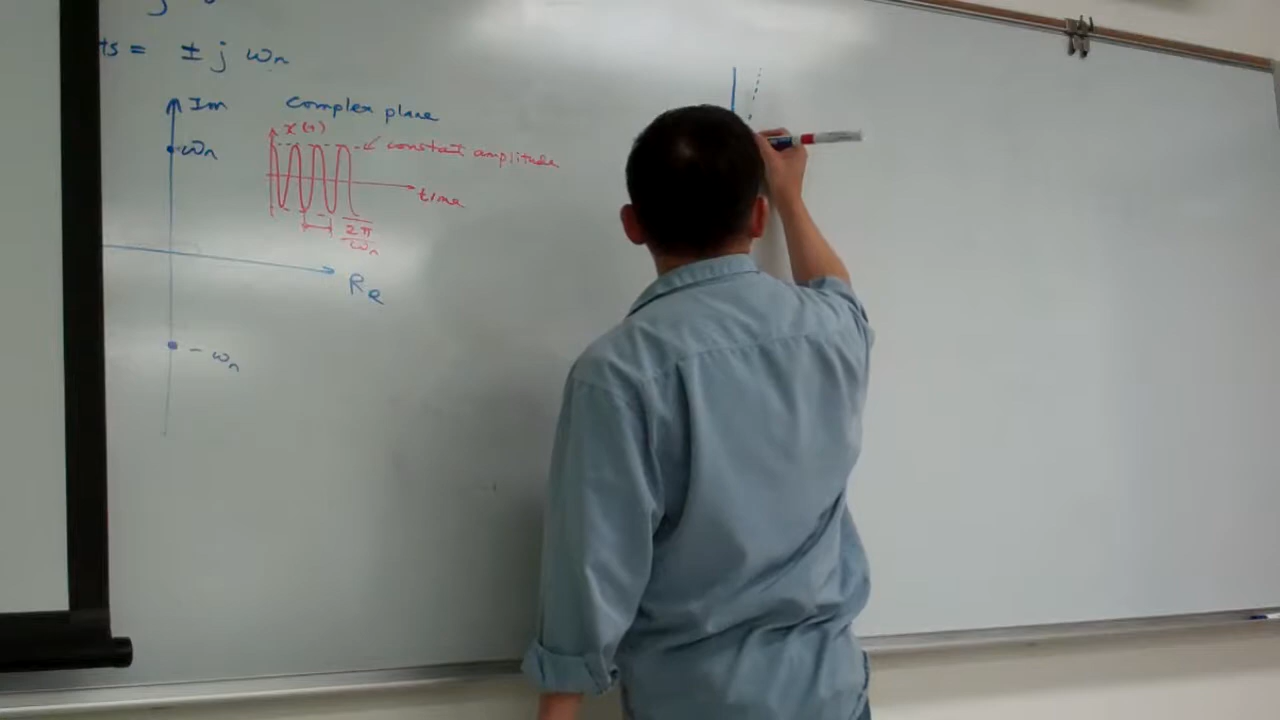 ts = ± j ωn
Im
Complex plane
x(t)
ωn
constant amplitude
time
2π
ωn
Re
- ωn